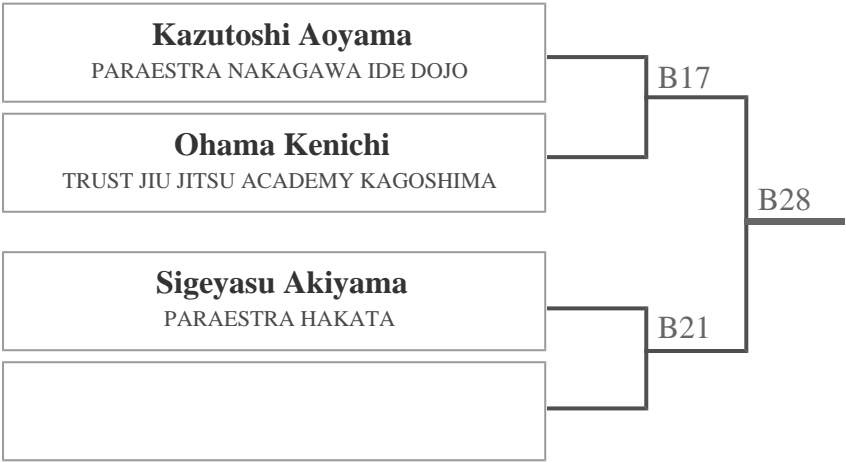 Kazutoshi Aoyama
PARAESTRA NAKAGAWA IDE DOJO
B17
Ohama Kenichi
TRUST JIU JITSU ACADEMY KAGOSHIMA
B28
Sigeyasu Akiyama
PARAESTRA HAKATA
B21